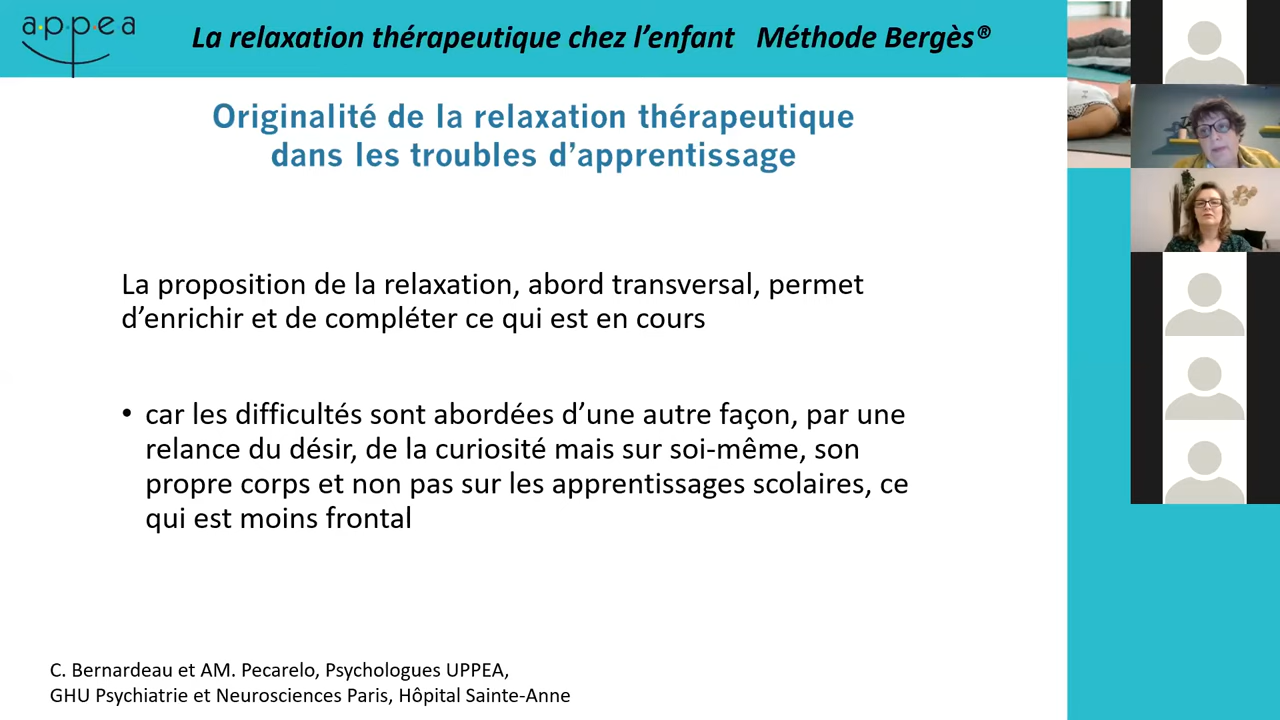 appea
La relaxation thérapeutique chez l’enfant Méthode Bergès®
Originalité de la relaxation thérapeutique
dans les troubles d’apprentissage
La proposition de la relaxation, abord transversal, permet
d’enrichir et de compléter ce qui est en cours
• car les difficultés sont abordées d’une autre façon, par une
relance du désir, de la curiosité mais sur soi-même, son
propre corps et non pas sur les apprentissages scolaires, ce
qui est moins frontal
C. Bernardeau et AM. Pecarelo, Psychologues UPPEA,
GHU Psychiatrie et Neurosciences Paris, Hôpital Sainte-Anne